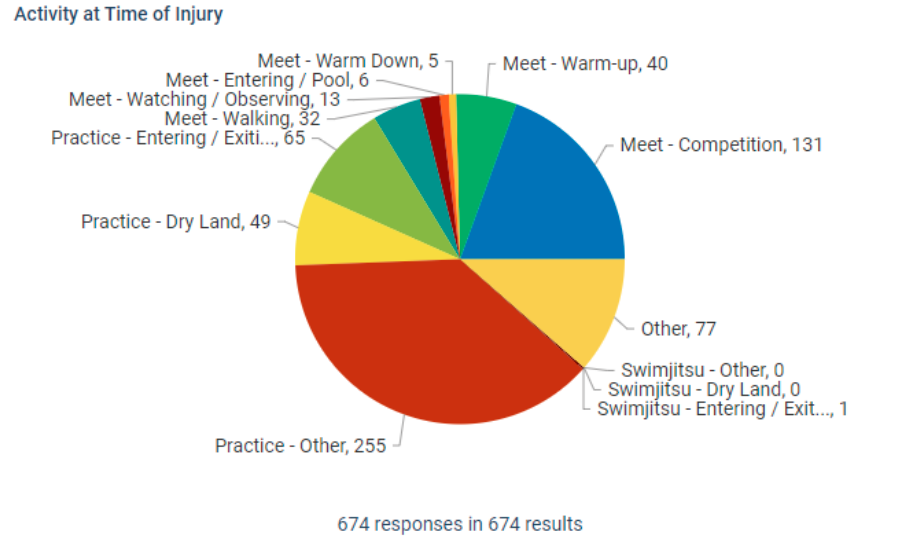 Activity at Time of Injury
Meet - Warm Down, 5
Meet - Warm-up, 40
Meet - Entering / Pool, 6
Meet - Watching / Observing, 13
Meet - Walking, 32
Practice - Entering / Exiti..., 65
Meet - Competition, 131
Practice - Dry Land, 49
Other, 77
Swimjitsu - Other, 0
Swimjitsu - Dry Land, 0
Swimjitsu - Entering / Exit..., 1
Practice - Other, 255
674 responses in 674 results